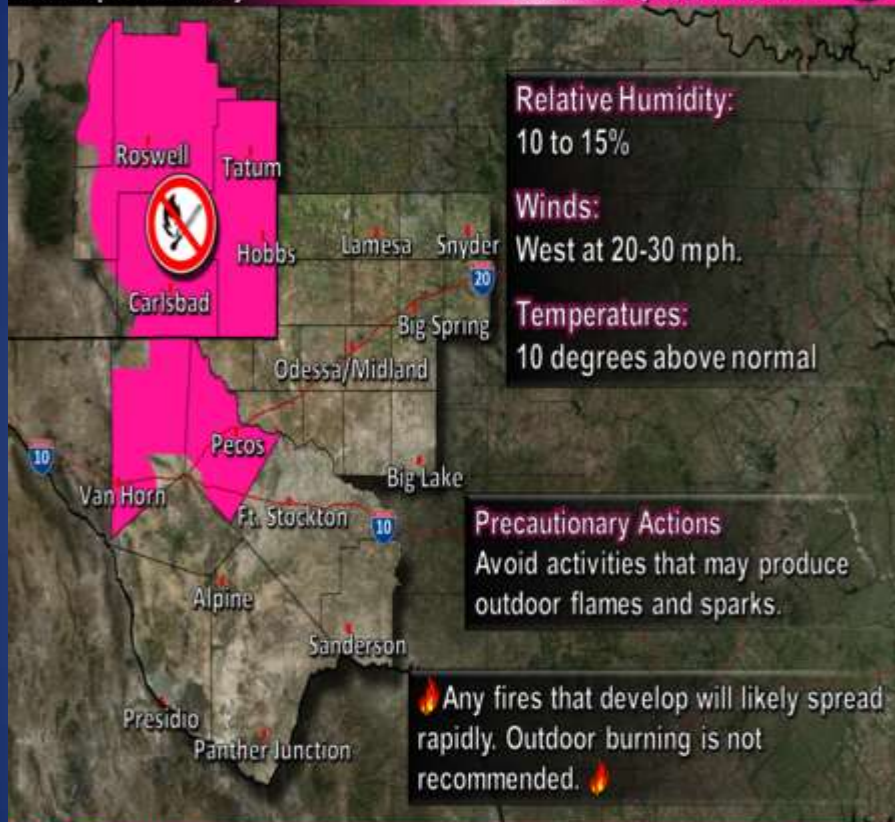 Relative Humidity:
10 to 15%
Winds:
West at 20-30 mph.
Temperatures:
10 degrees above normal
Roswell
Tatum
Hobbs
Lamesa
Snyder
Carlsbad
20
Big Spring
Odessa/Midland
Pecos
10
Van Horn
Big Lake
Ft. Stockton
10
Alpine
Sanderson
Presidio
Panther Junction
Precautionary Actions
Avoid activities that may produce
outdoor flames and sparks.
Any fires that develop will likely spread
rapidly. Outdoor burning is not
recommended.